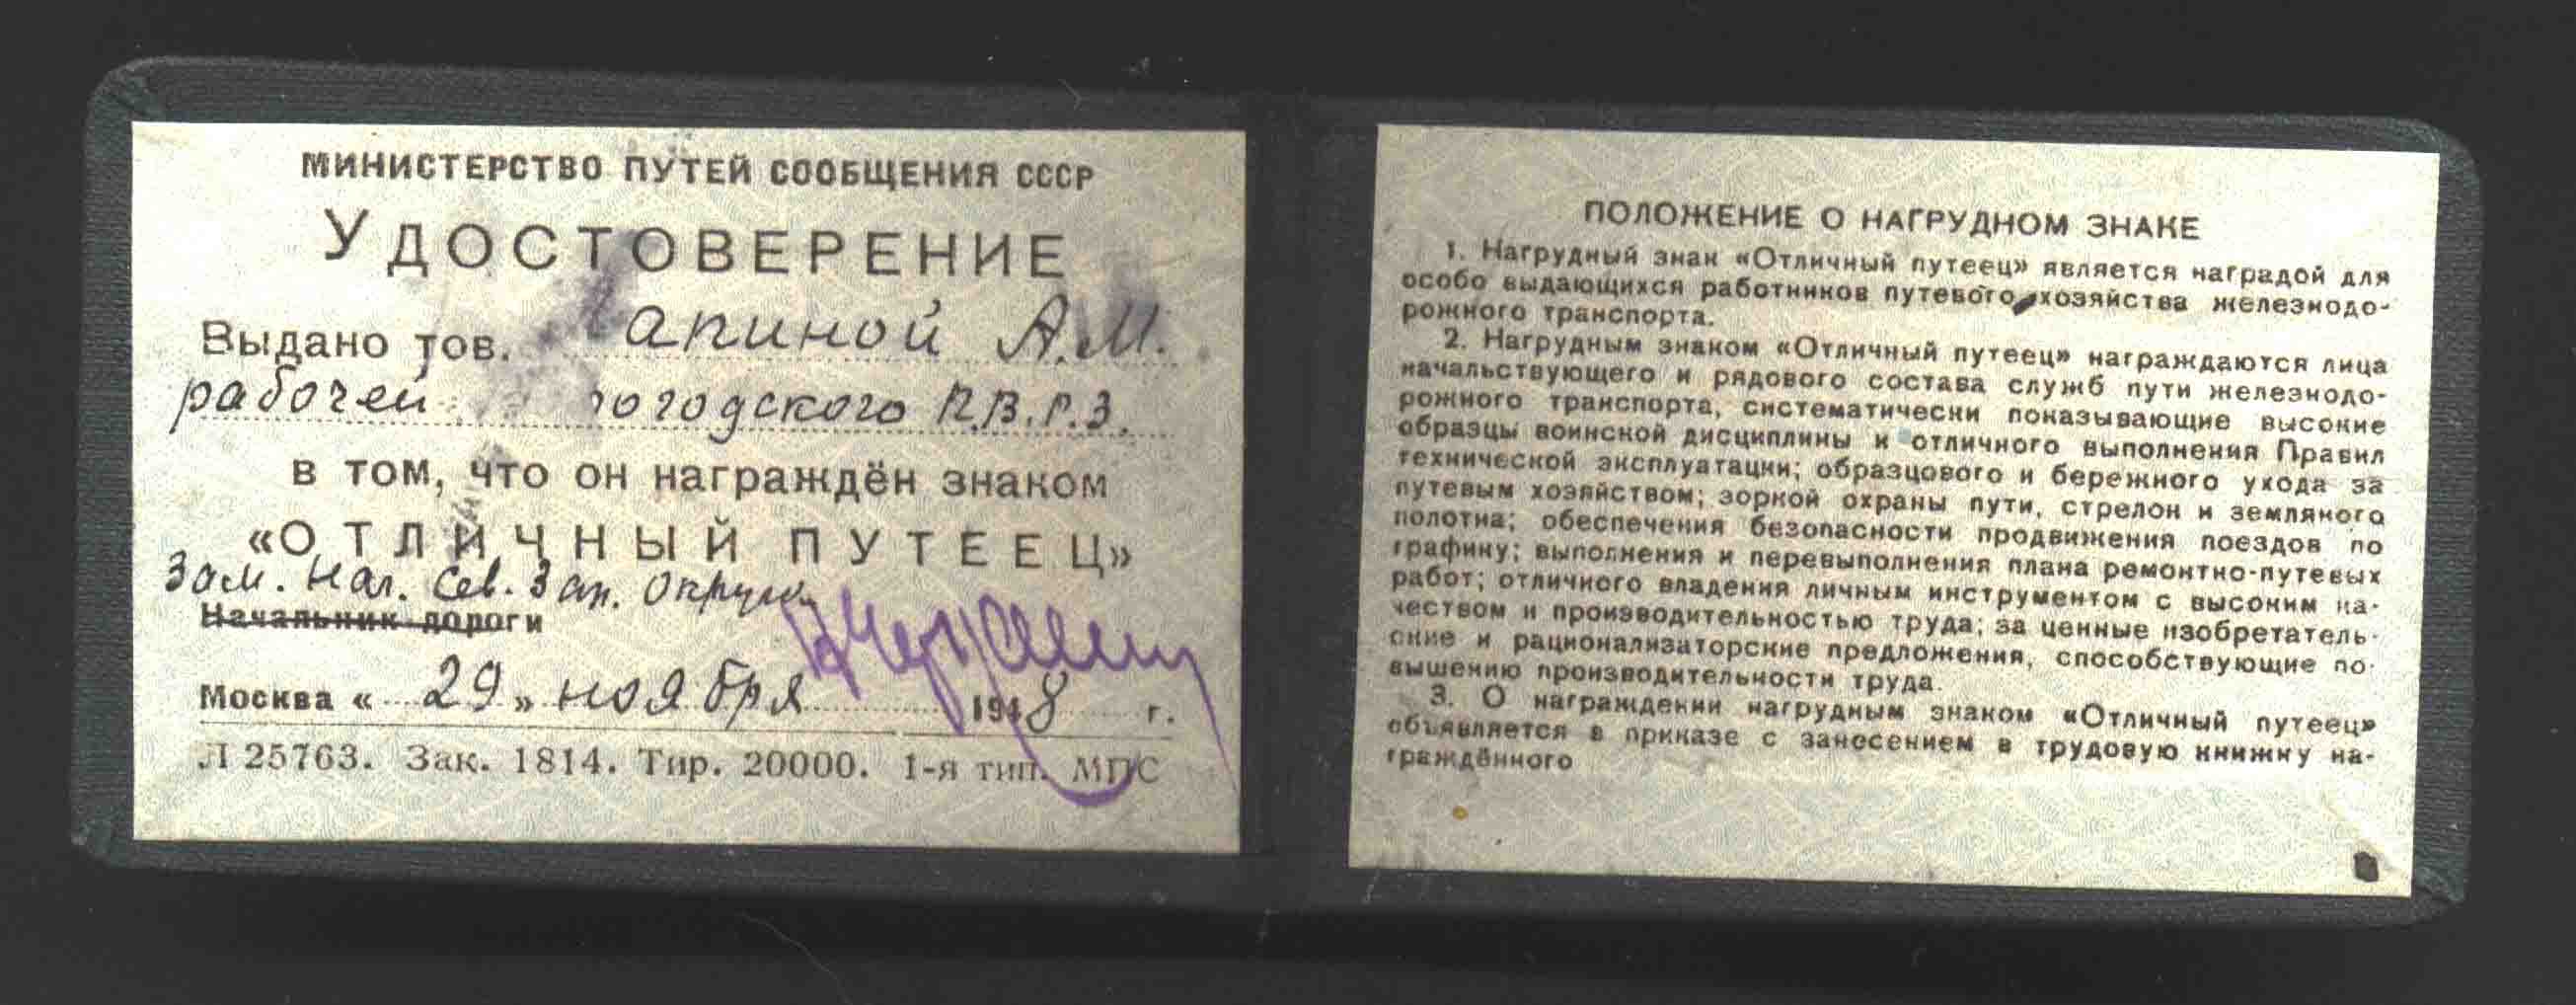 МИНИСТЕРСТВО ПУТЕЙ СООБЩЕНИЯ СССР
УДОСТОВЕРЕНИЕ
Выдано тов. апиной А.М.
рабочей огодского П.В.Р.З.
в том, что он награждён знаком
«ОТЛИЧНЫЙ ПУТЕЕЦ»
Зам. Нач. Сев. Зап. Округа
Начальник дороги
Москва «29» ноября 1948 г.
Л 25763. Зак. 1814. Тир. 20000. 1-я тип. МПС
ПОЛОЖЕНИЕ О НАГРУДНОМ ЗНАКЕ
1. Нагрудный знак «Отличный путеец» является наградой для
особо выдающихся работников путевого хозяйства железнодо-
рожного транспорта.
2. Нагрудным знаком «Отличный путеец» награждаются лица
начальствующего и рядового состава служб пути железнодо-
рожного транспорта, систематически показывающие высокие
образцы воинской дисциплины и отличного выполнения Правил
технической эксплуатации; образцового и бережного ухода за
путевым хозяйством; зоркой охраны пути, стрелок и земляного
полотна; обеспечения безопасности продвижения поездов по
графику; выполнения и перевыполнения плана ремонтно-путевых
работ; отличного владения личным инструментом с высоким ка-
чеством и производительностью труда; за ценные изобретатель-
ские и рационализаторские предложения, способствующие по-
вышению производительности труда.
3. О награждении нагрудным знаком «Отличный путеец»
объявляется в приказе с занесением в трудовую книжку на-
граждённого